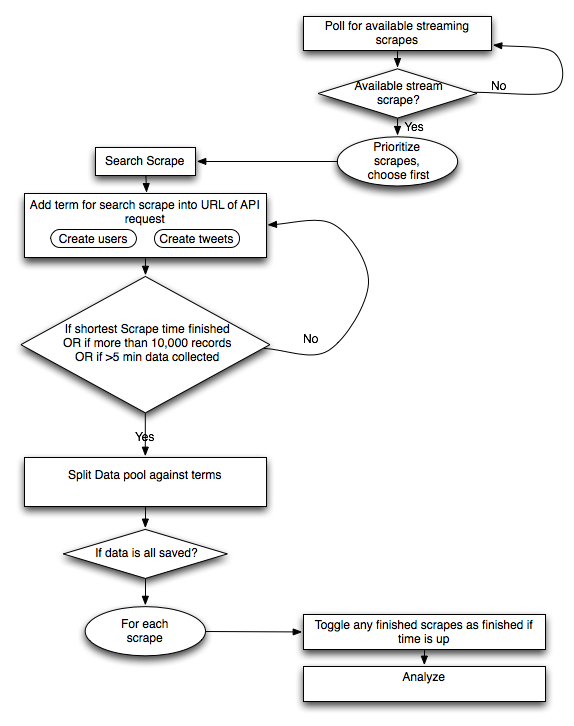 Poll for available streaming
scrapes
Available stream
scrape?
No
Yes
Prioritize
scrapes,
choose first
Search Scrape
Add term for search scrape into URL of API
request
Create users
Create tweets
If shortest Scrape time finished
OR if more than 10,000 records
OR if >5 min data collected
No
Yes
Split Data pool against terms
If data is all saved?
For each
scrape
Toggle any finished scrapes as finished if
time is up
Analyze